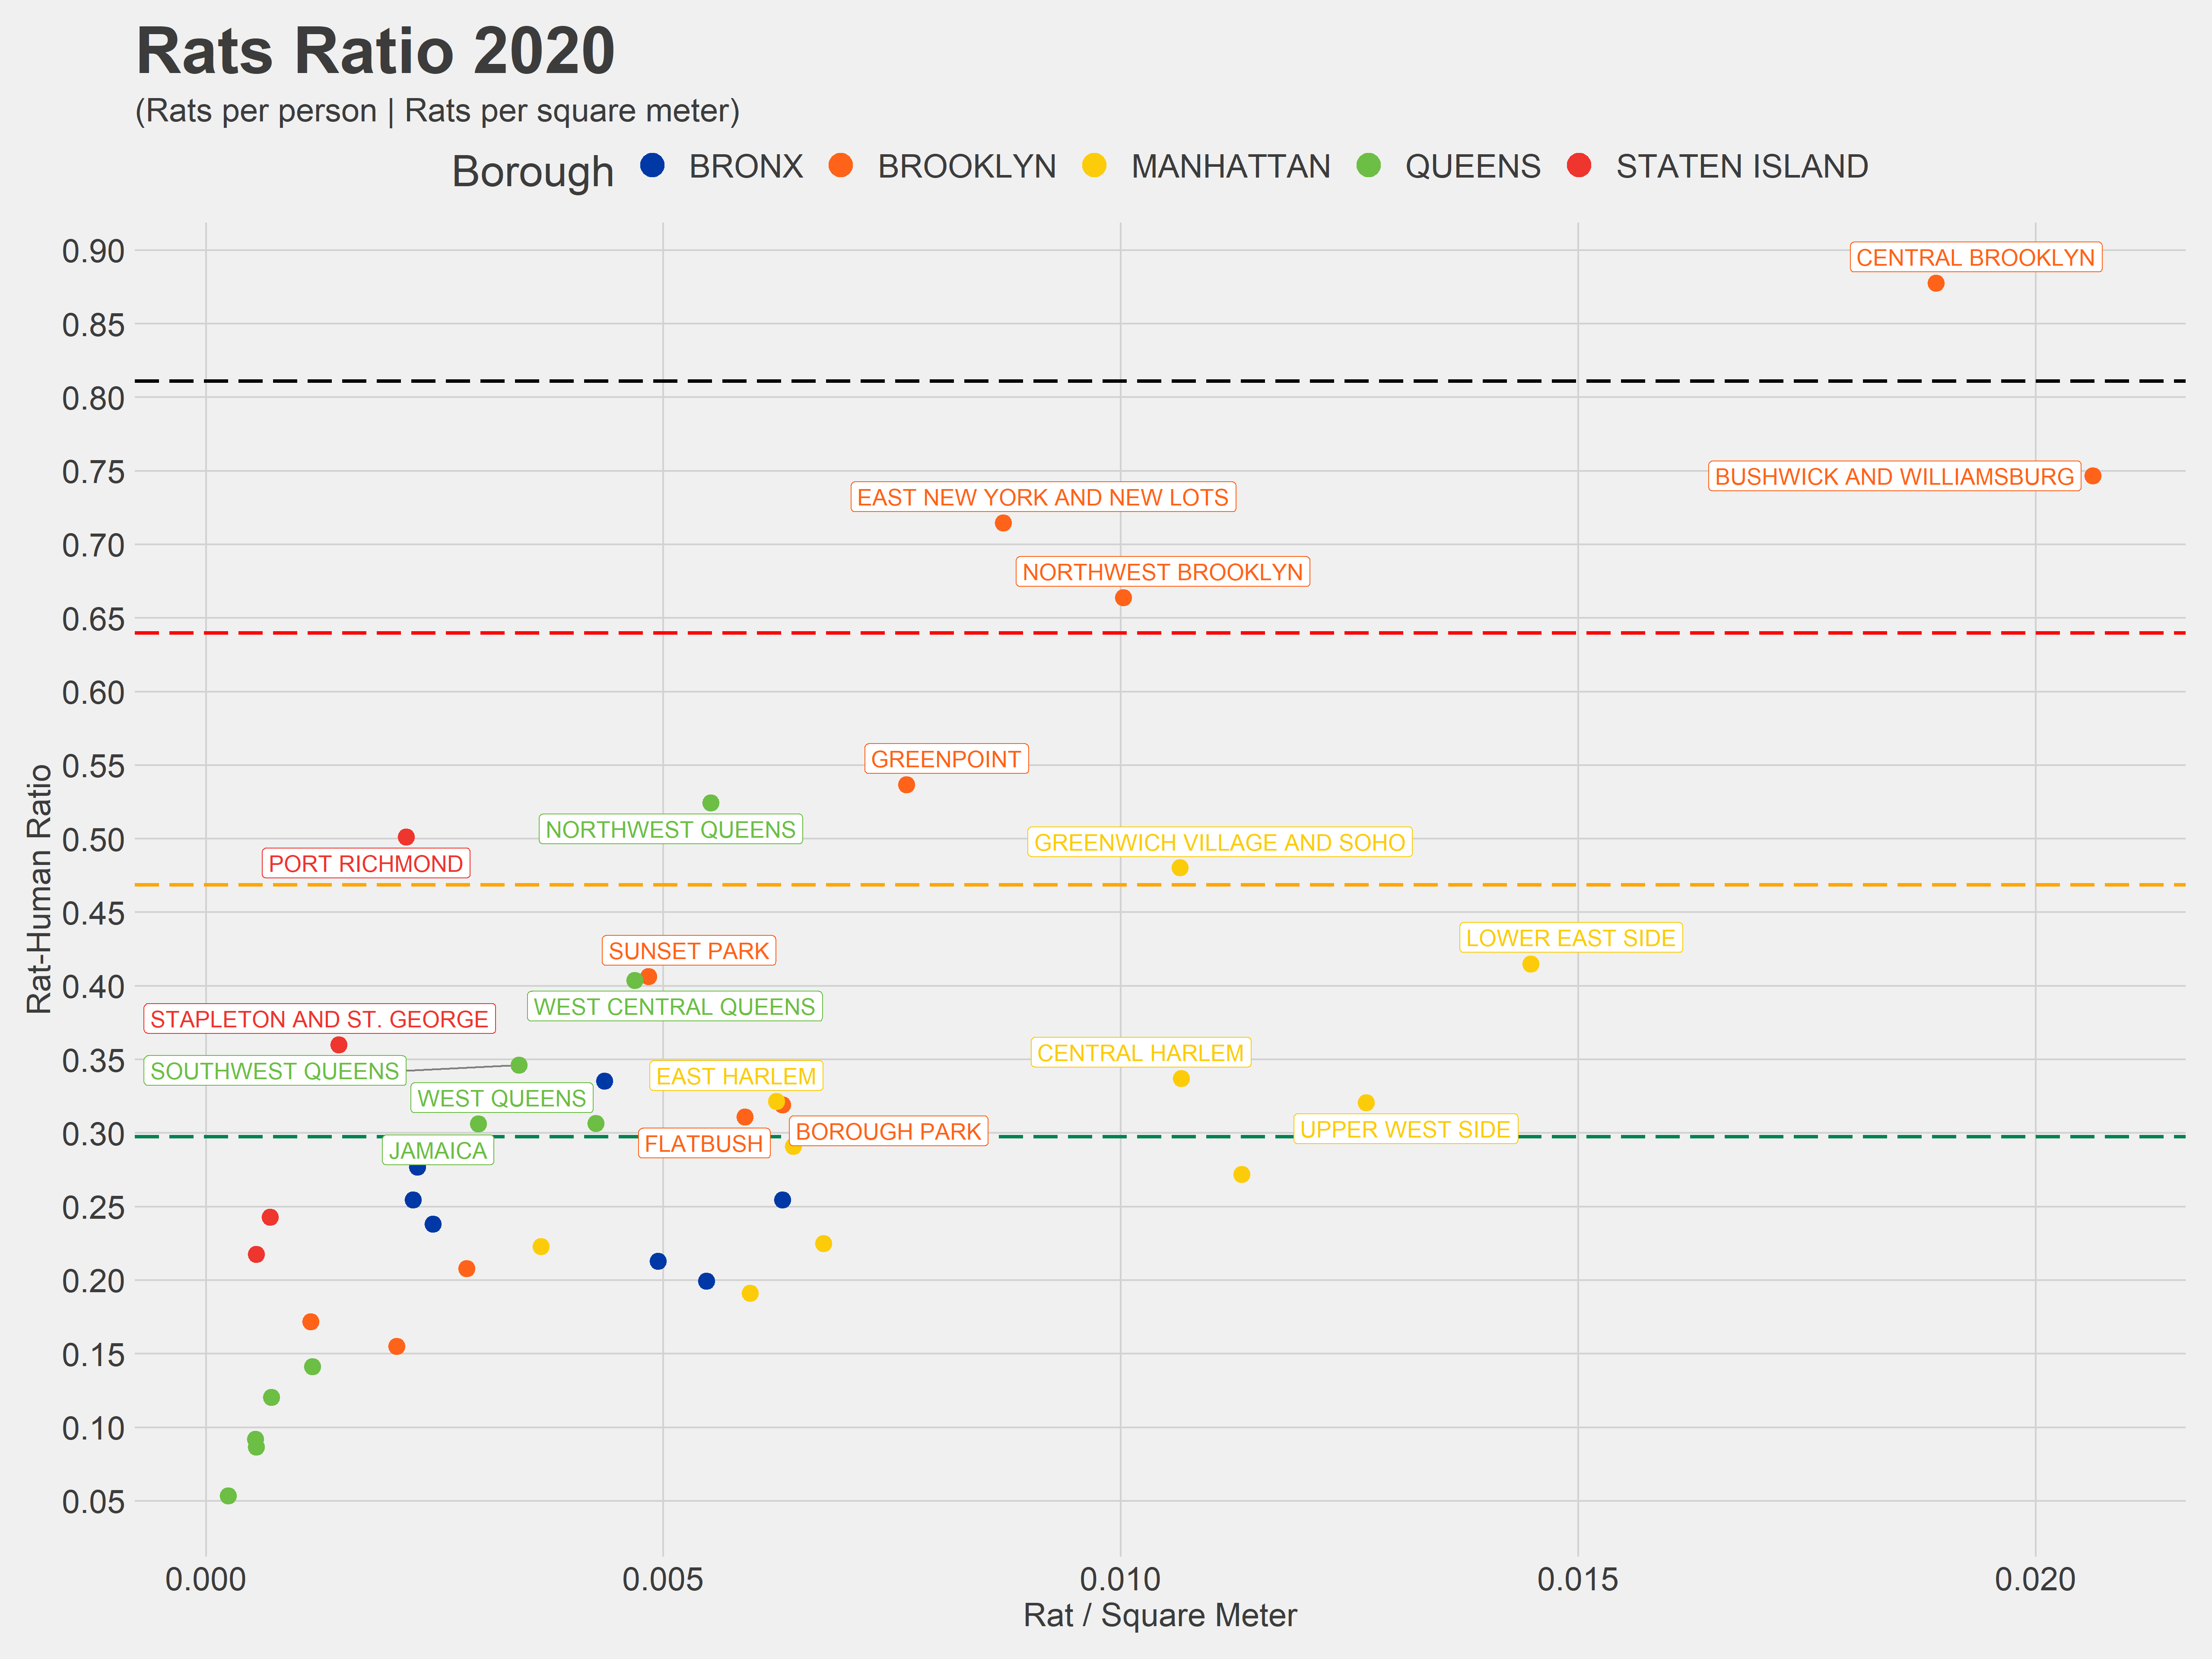 Rats Ratio 2020
(Rats per person | Rats per square meter)
Borough BRONX BROOKLYN MANHATTAN QUEENS STATEN ISLAND
0.90
0.85
0.80
0.75
0.70
0.65
0.60
0.55
0.50
0.45
0.40
0.35
0.30
0.25
0.20
0.15
0.10
0.05
Rat-Human Ratio
CENTRAL BROOKLYN
BUSHWICK AND WILLIAMSBURG
EAST NEW YORK AND NEW LOTS
NORTHWEST BROOKLYN
GREENPOINT
NORTHWEST QUEENS
GREENWICH VILLAGE AND SOHO
PORT RICHMOND
LOWER EAST SIDE
SUNSET PARK
WEST CENTRAL QUEENS
STAPLETON AND ST. GEORGE
CENTRAL HARLEM
SOUTHWEST QUEENS
EAST HARLEM
WEST QUEENS
UPPER WEST SIDE
BOROUGH PARK
FLATBUSH
JAMAICA
0.000 0.005 0.010 0.015 0.020
Rat / Square Meter